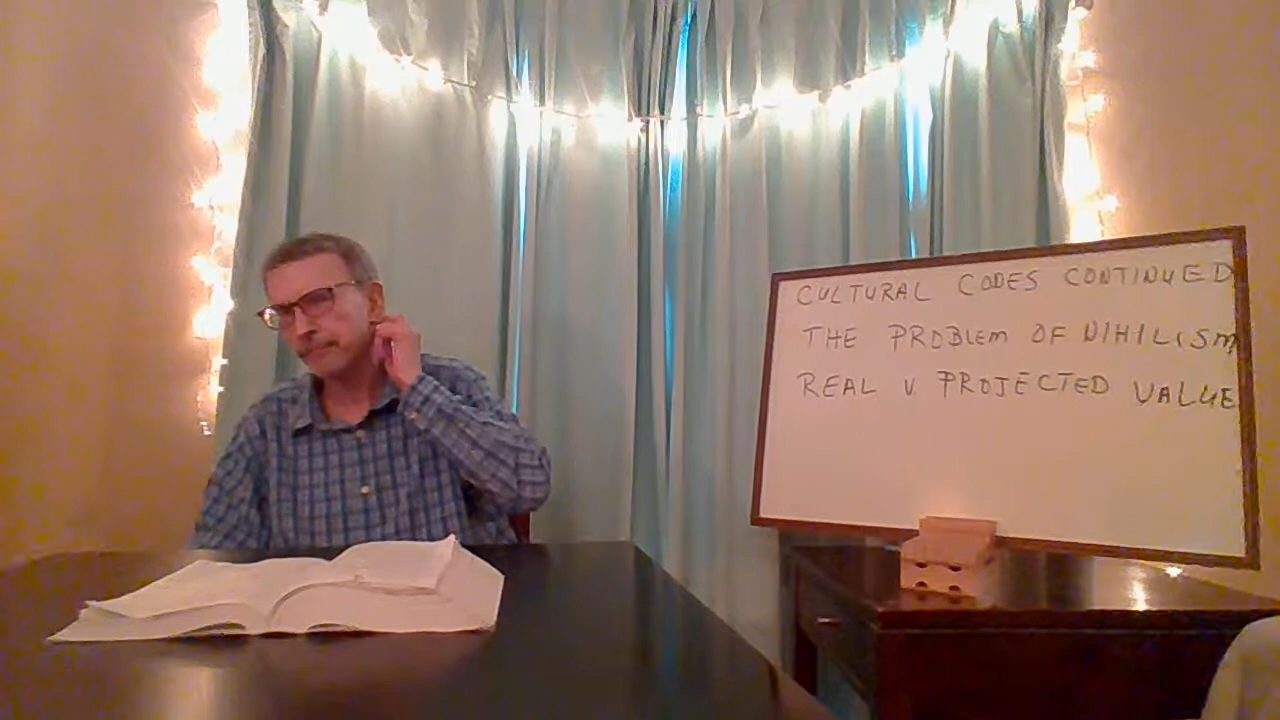 CULTURAL CODES CONTINUED
THE PROBLEM OF NIHILISM
REAL V. PROJECTED VALUE